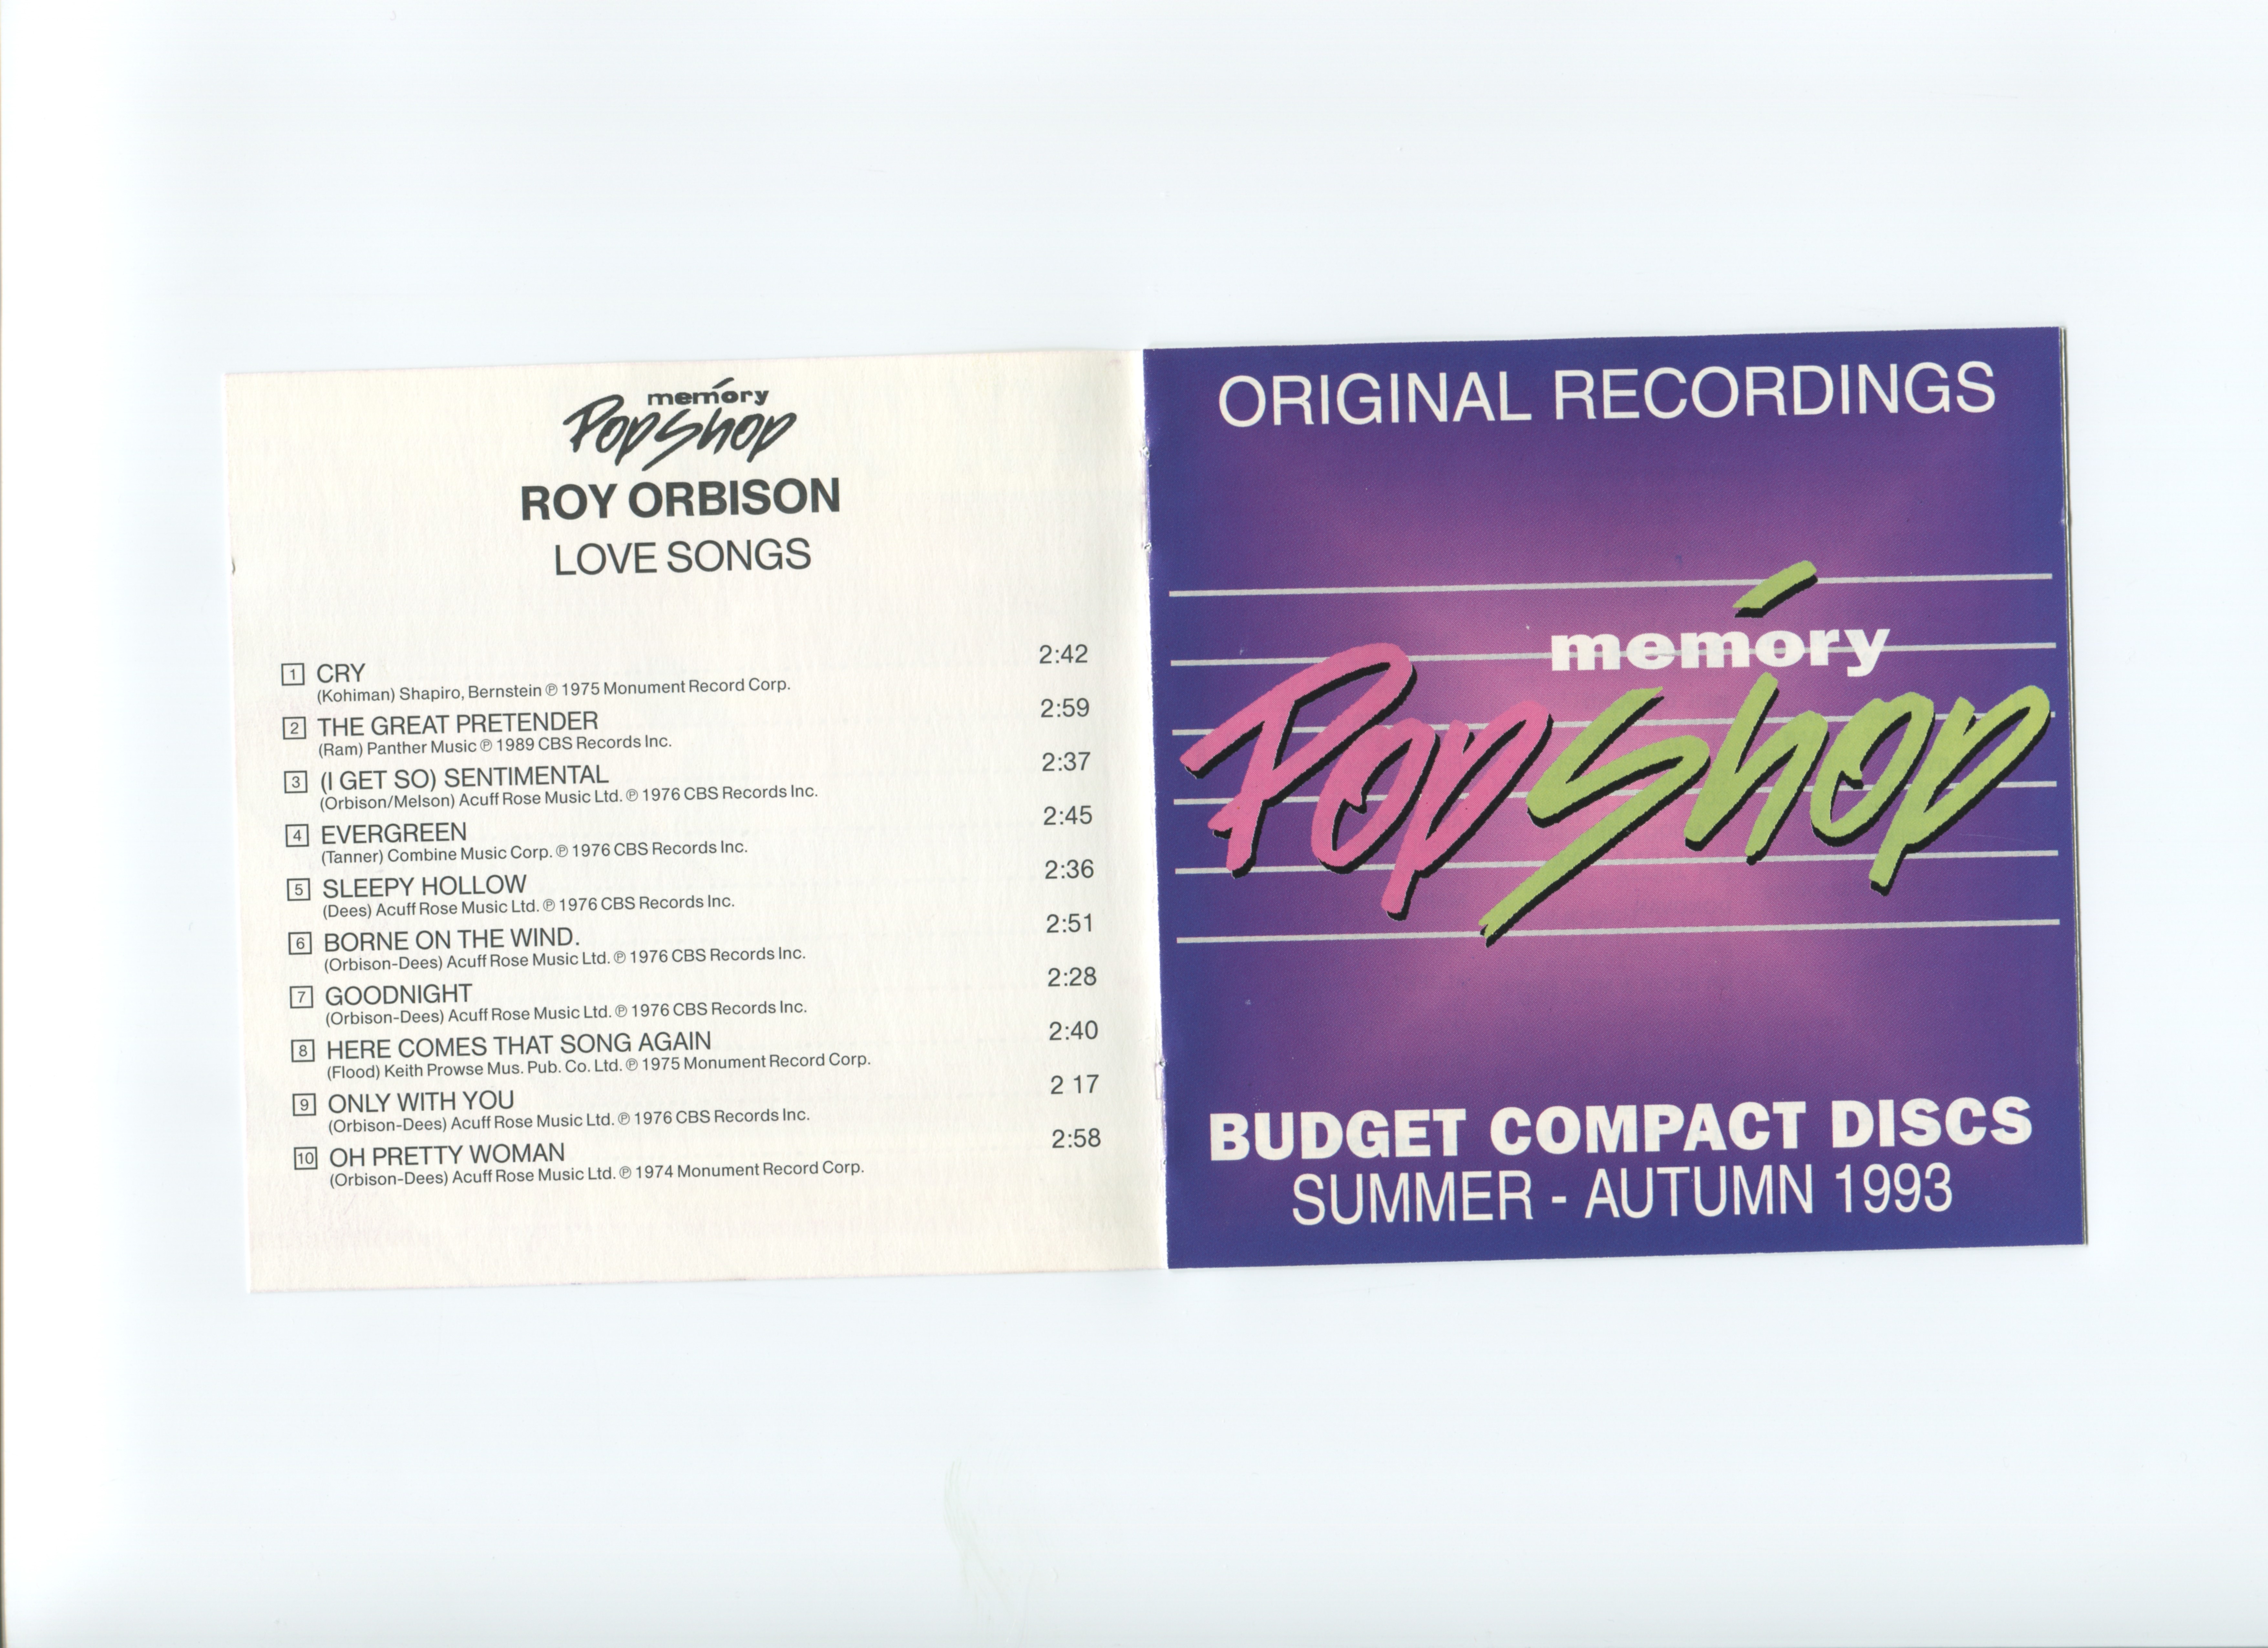 memory
PopShop
ROY ORBISON
LOVE SONGS
1 CRY 2:42
(Kohiman) Shapiro, Bernstein ℗ 1975 Monument Record Corp.
2 THE GREAT PRETENDER 2:59
(Ram) Panther Music ℗ 1989 CBS Records Inc.
3 (I GET SO) SENTIMENTAL 2:37
(Orbison/Melson) Acuff Rose Music Ltd. ℗ 1976 CBS Records Inc.
4 EVERGREEN 2:45
(Tanner) Combine Music Corp. ℗ 1976 CBS Records Inc.
5 SLEEPY HOLLOW 2:36
(Dees) Acuff Rose Music Ltd. ℗ 1976 CBS Records Inc.
6 BORNE ON THE WIND. 2:51
(Orbison-Dees) Acuff Rose Music Ltd. ℗ 1976 CBS Records Inc.
7 GOODNIGHT 2:28
(Orbison-Dees) Acuff Rose Music Ltd. ℗ 1976 CBS Records Inc.
8 HERE COMES THAT SONG AGAIN 2:40
(Flood) Keith Prowse Mus. Pub. Co. Ltd. ℗ 1975 Monument Record Corp.
9 ONLY WITH YOU 2 17
(Orbison-Dees) Acuff Rose Music Ltd. ℗ 1976 CBS Records Inc.
10 OH PRETTY WOMAN 2:58
(Orbison-Dees) Acuff Rose Music Ltd. ℗ 1974 Monument Record Corp.
ORIGINAL RECORDINGS
memory
PopShop
BUDGET COMPACT DISCS
SUMMER - AUTUMN 1993